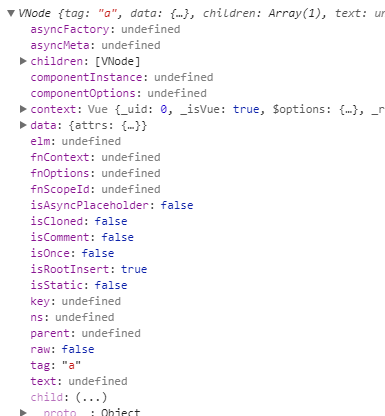 ▼ VNode {tag: "a", data: {…}, children: Array(1), text: un
asyncFactory: undefined
asyncMeta: undefined
▶ children: [VNode]
componentInstance: undefined
componentOptions: undefined
▶ context: Vue {_uid: 0, _isVue: true, $options: {…}, _r
▶ data: {attrs: {…}}
elm: undefined
fnContext: undefined
fnOptions: undefined
fnScopeId: undefined
isAsyncPlaceholder: false
isCloned: false
isComment: false
isOnce: false
isRootInsert: true
isStatic: false
key: undefined
ns: undefined
parent: undefined
raw: false
tag: "a"
text: undefined
child: (...)
▶ __proto__: Object